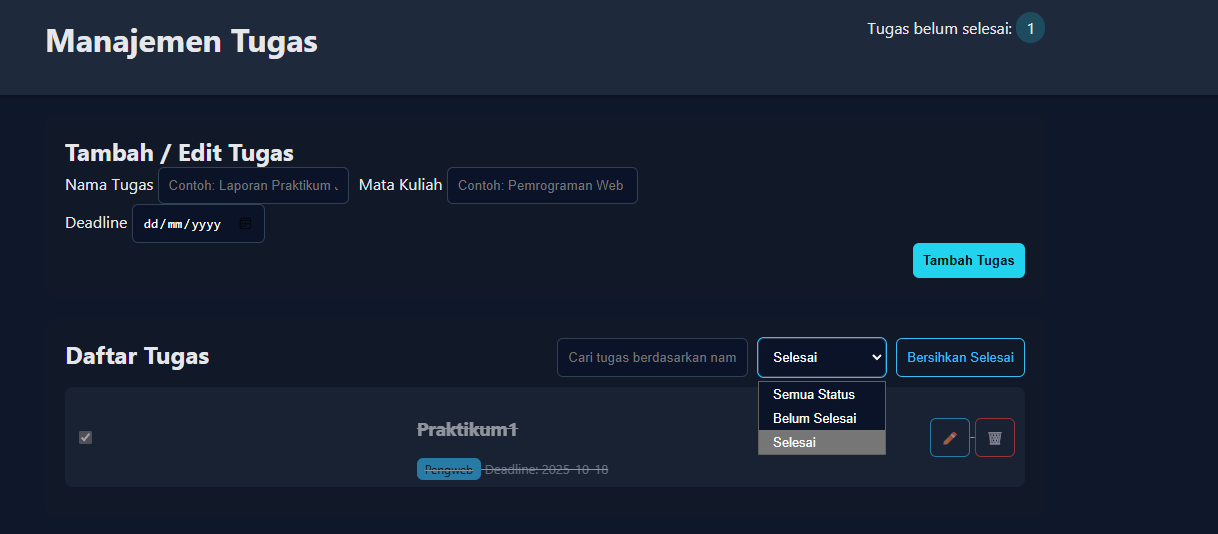 Manajemen Tugas
Tugas belum selesai: 1
Tambah / Edit Tugas
Nama Tugas Contoh: Laporan Praktikum Mata Kuliah Contoh: Pemrograman Web
Deadline dd/mm/yyyy
Tambah Tugas
Daftar Tugas Cari tugas berdasarkan nam Selesai Bersihkan Selesai
Semua Status
Belum Selesai
Selesai
Praktikum1
Pengweb Deadline: 2025-10-18